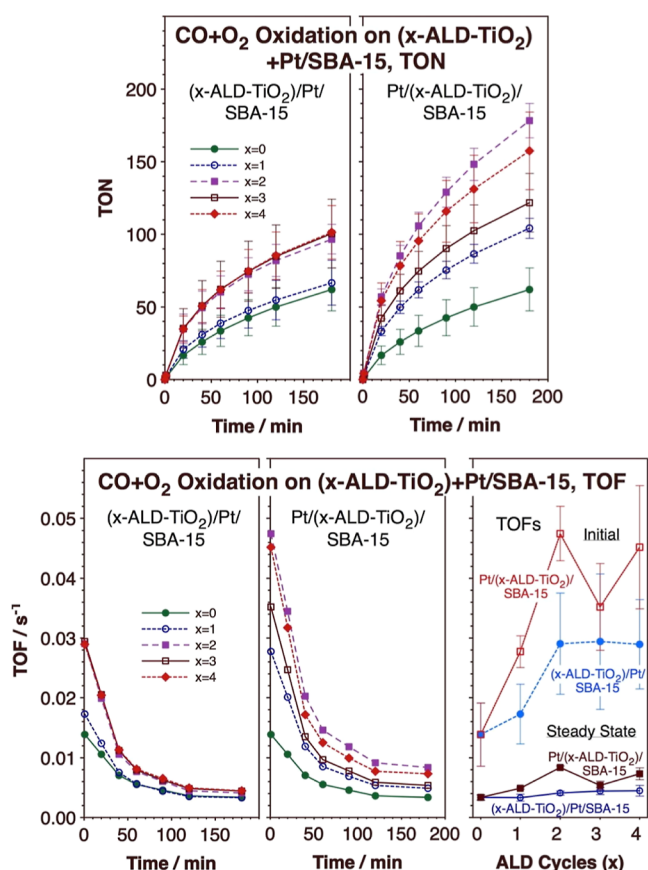 CO+O₂ Oxidation on (x-ALD-TiO₂)
+Pt/SBA-15, TON
(x-ALD-TiO₂)/Pt/
SBA-15
Pt/(x-ALD-TiO₂)/
SBA-15
x=0
x=1
x=2
x=3
x=4
TON
200
150
100
50
0
0 50 100 150
0 50 100 150 200
Time / min
Time / min
CO+O₂ Oxidation on (x-ALD-TiO₂)+Pt/SBA-15, TOF
(x-ALD-TiO₂)/Pt/
SBA-15
Pt/(x-ALD-TiO₂)/
SBA-15
TOFs
Initial
Pt/(x-ALD-TiO₂)/
SBA-15
(x-ALD-TiO₂)/Pt/
SBA-15
Steady State
Pt/(x-ALD-TiO₂)/
SBA-15
(x-ALD-TiO₂)/Pt/SBA-15
x=0
x=1
x=2
x=3
x=4
TOF / s⁻¹
0.05
0.04
0.03
0.02
0.01
0.00
0 60 120 180
0 60 120 180
0 1 2 3 4
Time / min
Time / min
ALD Cycles (x)